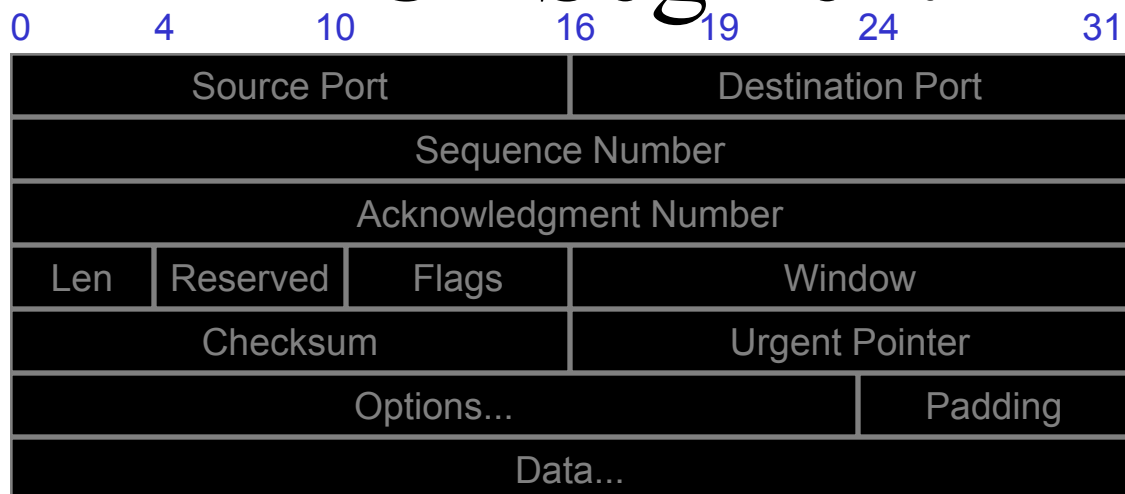 0 4 10 16 19 24 31
Source Port Destination Port
Sequence Number
Acknowledgment Number
Len Reserved Flags Window
Checksum Urgent Pointer
Options... Padding
Data...